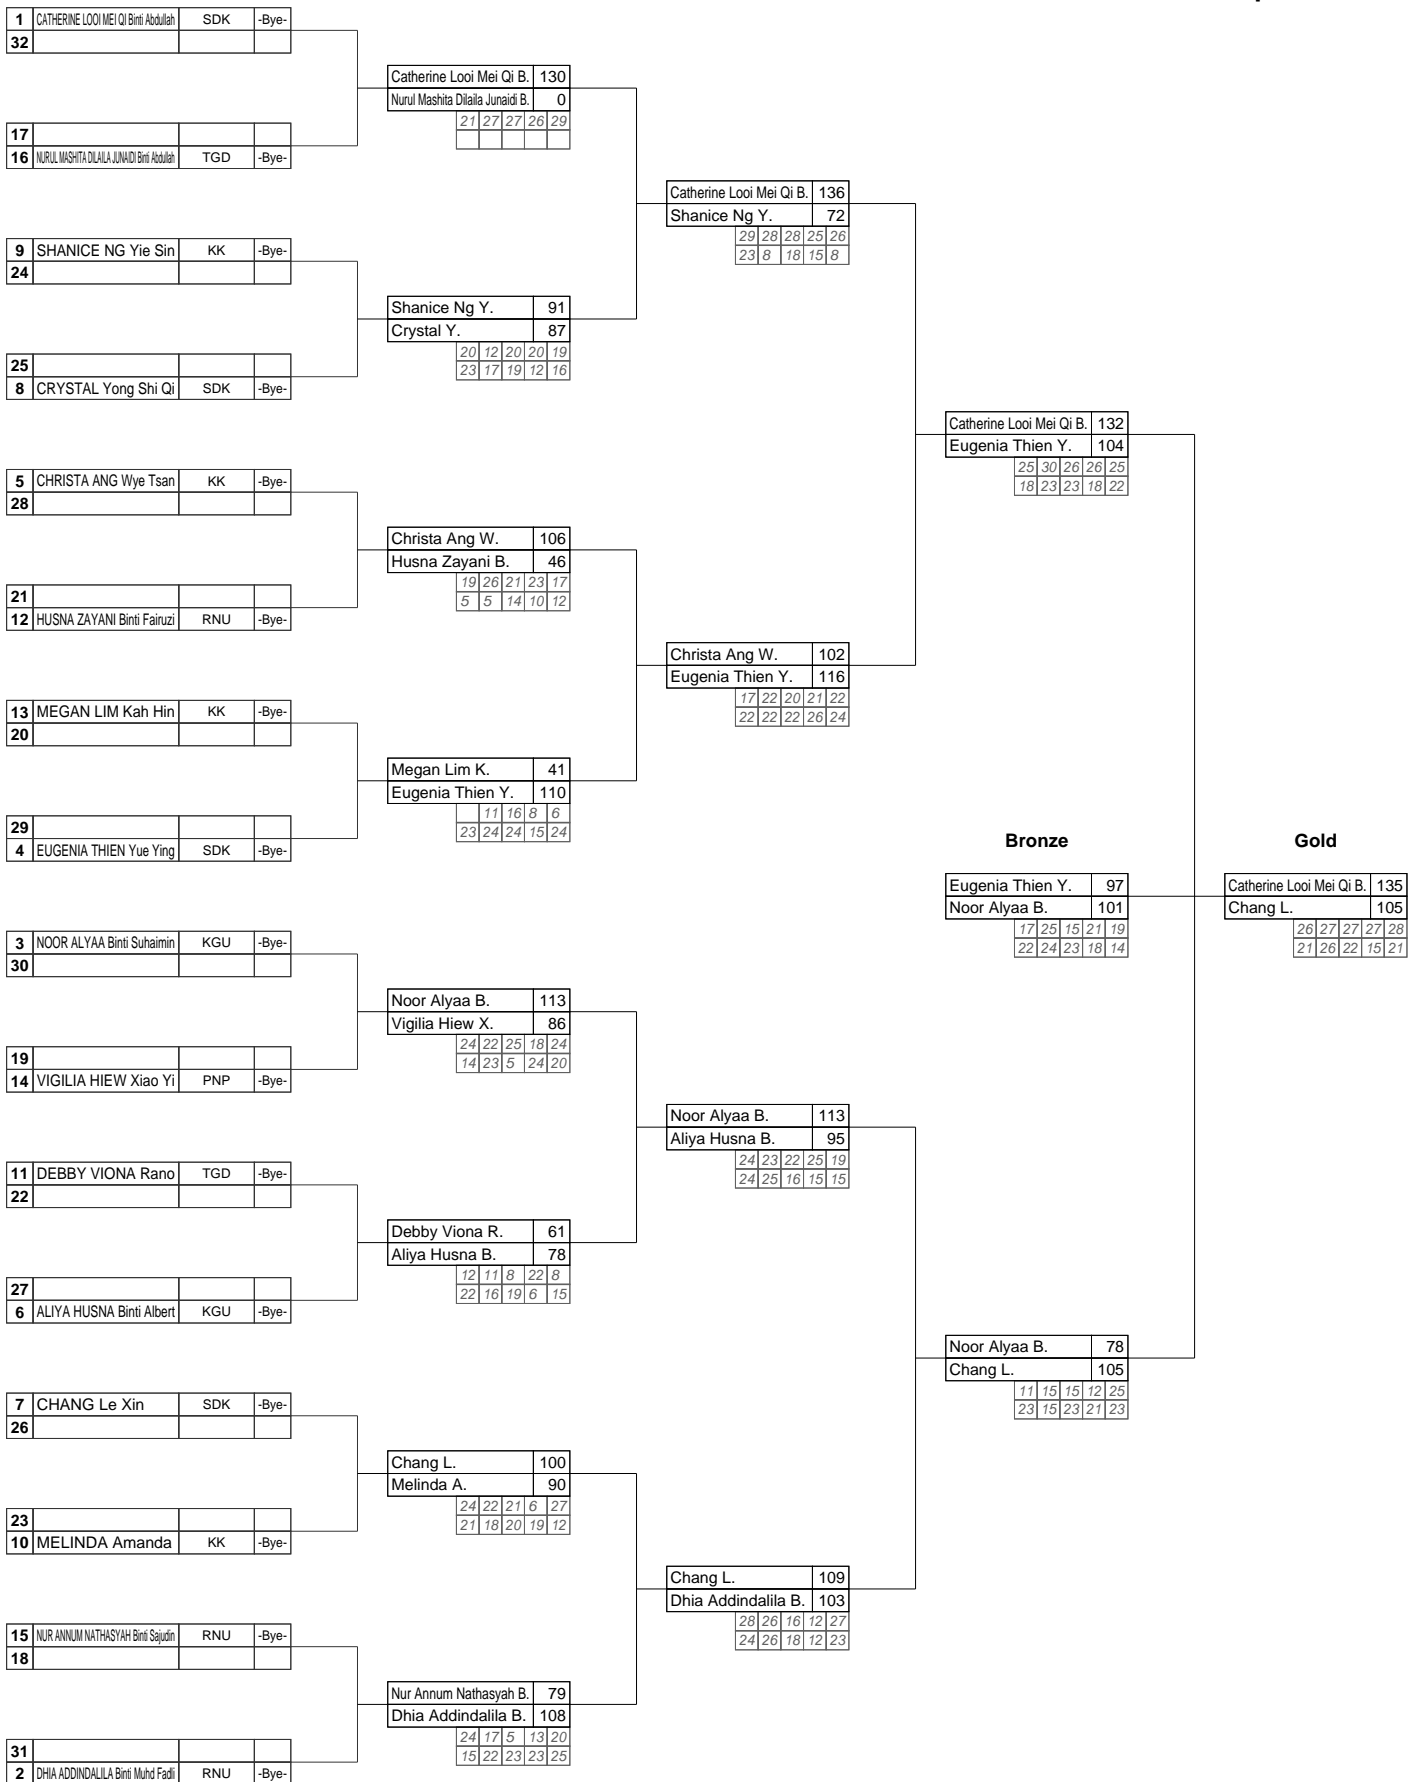 1 CATHERINE LOOI MEI QI Binti Abdullah SDK -Bye-
32
Catherine Looi Mei Qi B. 130
Nurul Mashita Dilaila Junaidi B. 0
21 27 27 26 29
17
16 NURUL MASHITA DILAILA JUNAIDI Binti Abdullah TGD -Bye-
Catherine Looi Mei Qi B. 136
Shanice Ng Y. 72
29 28 28 25 26
23 8 18 15 8
9 SHANICE NG Yie Sin KK -Bye-
24
Shanice Ng Y. 91
Crystal Y. 87
20 12 20 20 19
23 17 19 12 16
25
8 CRYSTAL Yong Shi Qi SDK -Bye-
Catherine Looi Mei Qi B. 132
Eugenia Thien Y. 104
25 30 26 26 25
18 23 23 18 22
5 CHRISTA ANG Wye Tsan KK -Bye-
28
Christa Ang W. 106
Husna Zayani B. 46
19 26 21 23 17
5 5 14 10 12
21
12 HUSNA ZAYANI Binti Fairuzi RNU -Bye-
Christa Ang W. 102
Eugenia Thien Y. 116
17 22 20 21 22
22 22 22 26 24
13 MEGAN LIM Kah Hin KK -Bye-
20
Megan Lim K. 41
Eugenia Thien Y. 110
11 16 8 6
23 24 24 15 24
29
4 EUGENIA THIEN Yue Ying SDK -Bye-
Bronze Gold
Eugenia Thien Y. 97 Catherine Looi Mei Qi B. 135
Noor Alyaa B. 101 Chang L. 105
17 25 15 21 19 26 27 27 27 28
22 24 23 18 14 21 26 22 15 21
3 NOOR ALYAA Binti Suhaimin KGU -Bye-
30
Noor Alyaa B. 113
Vigilia Hiew X. 86
24 22 25 18 24
14 23 5 24 20
19
14 VIGILIA HIEW Xiao Yi PNP -Bye-
Noor Alyaa B. 113
Aliya Husna B. 95
24 23 22 25 19
24 25 16 15 15
11 DEBBY VIONA Rano TGD -Bye-
22
Debby Viona R. 61
Aliya Husna B. 78
12 11 8 22 8
22 16 19 6 15
27
6 ALIYA HUSNA Binti Albert KGU -Bye-
Noor Alyaa B. 78
Chang L. 105
11 15 15 12 25
23 15 23 21 23
7 CHANG Le Xin SDK -Bye-
26
Chang L. 100
Melinda A. 90
24 22 21 6 27
21 18 20 19 12
23
10 MELINDA Amanda KK -Bye-
Chang L. 109
Dhia Addindalila B. 103
28 26 16 12 27
24 26 18 12 23
15 NUR ANNUM NATHASYAH Binti Sajudin RNU -Bye-
18
Nur Annum Nathasyah B. 79
Dhia Addindalila B. 108
24 17 5 13 20
15 22 23 23 25
31
2 DHIA ADDINDALILA Binti Muhd Fadli RNU -Bye-